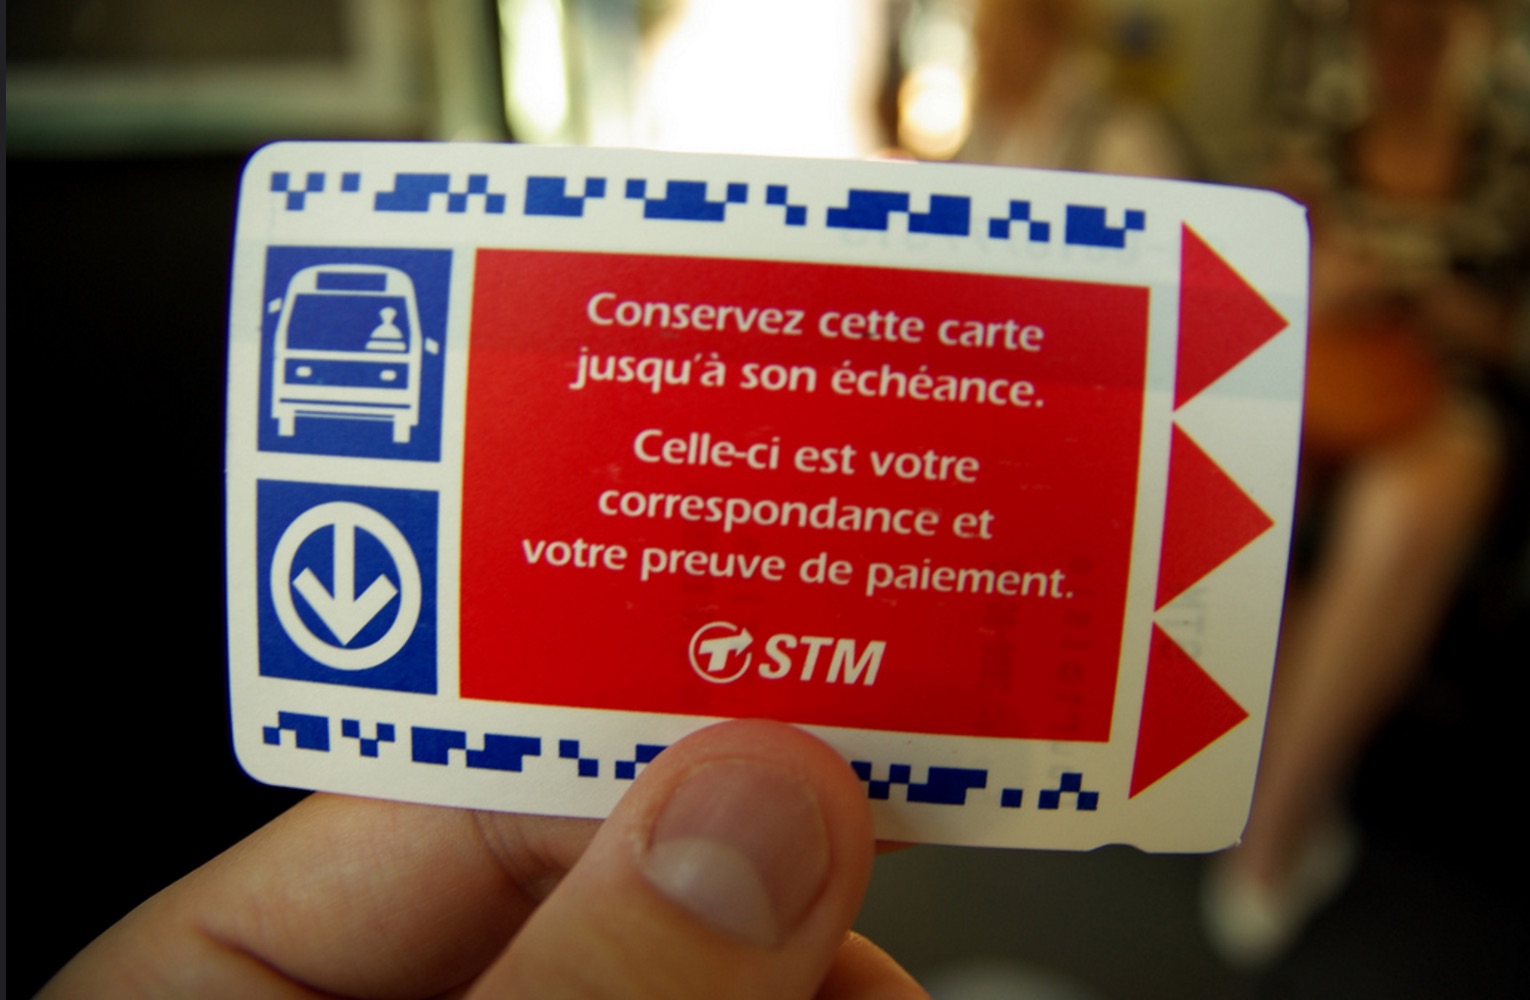 Conservez cette carte
jusqu'à son échéance.
Celle-ci est votre
correspondance et
votre preuve de paiement.
STM